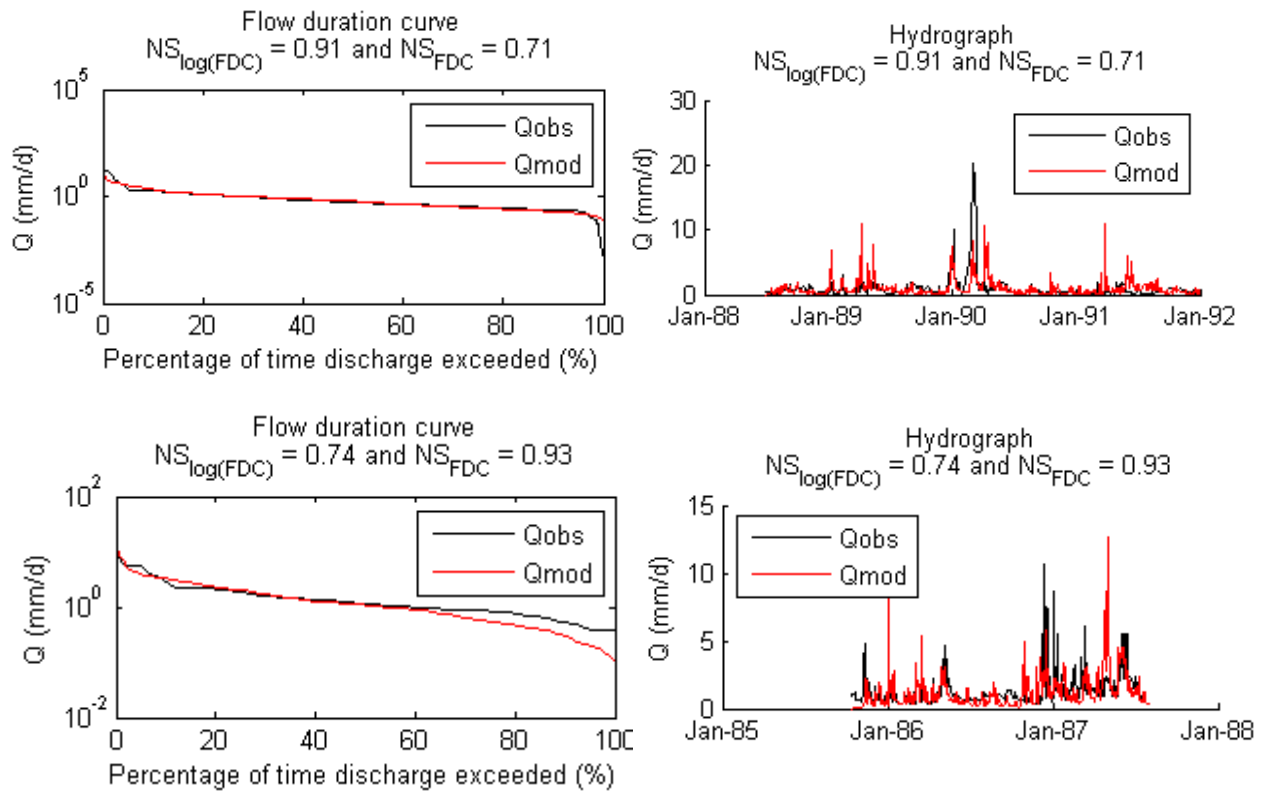 Flow duration curve
NSlog(FDC) = 0.91 and NSFDC = 0.71
10^5
10^0
10^-5
Q (mm/d)
Qobs
Qmod
0 20 40 60 80 100
Percentage of time discharge exceeded (%)
Hydrograph
NSlog(FDC) = 0.91 and NSFDC = 0.71
30
20
10
0
Q (mm/d)
Qobs
Qmod
Jan-88 Jan-89 Jan-90 Jan-91 Jan-92
Flow duration curve
NSlog(FDC) = 0.74 and NSFDC = 0.93
10^2
10^0
10^-2
Q (mm/d)
Qobs
Qmod
0 20 40 60 80 100
Percentage of time discharge exceeded (%)
Hydrograph
NSlog(FDC) = 0.74 and NSFDC = 0.93
15
10
5
0
Q (mm/d)
Qobs
Qmod
Jan-85 Jan-86 Jan-87 Jan-88